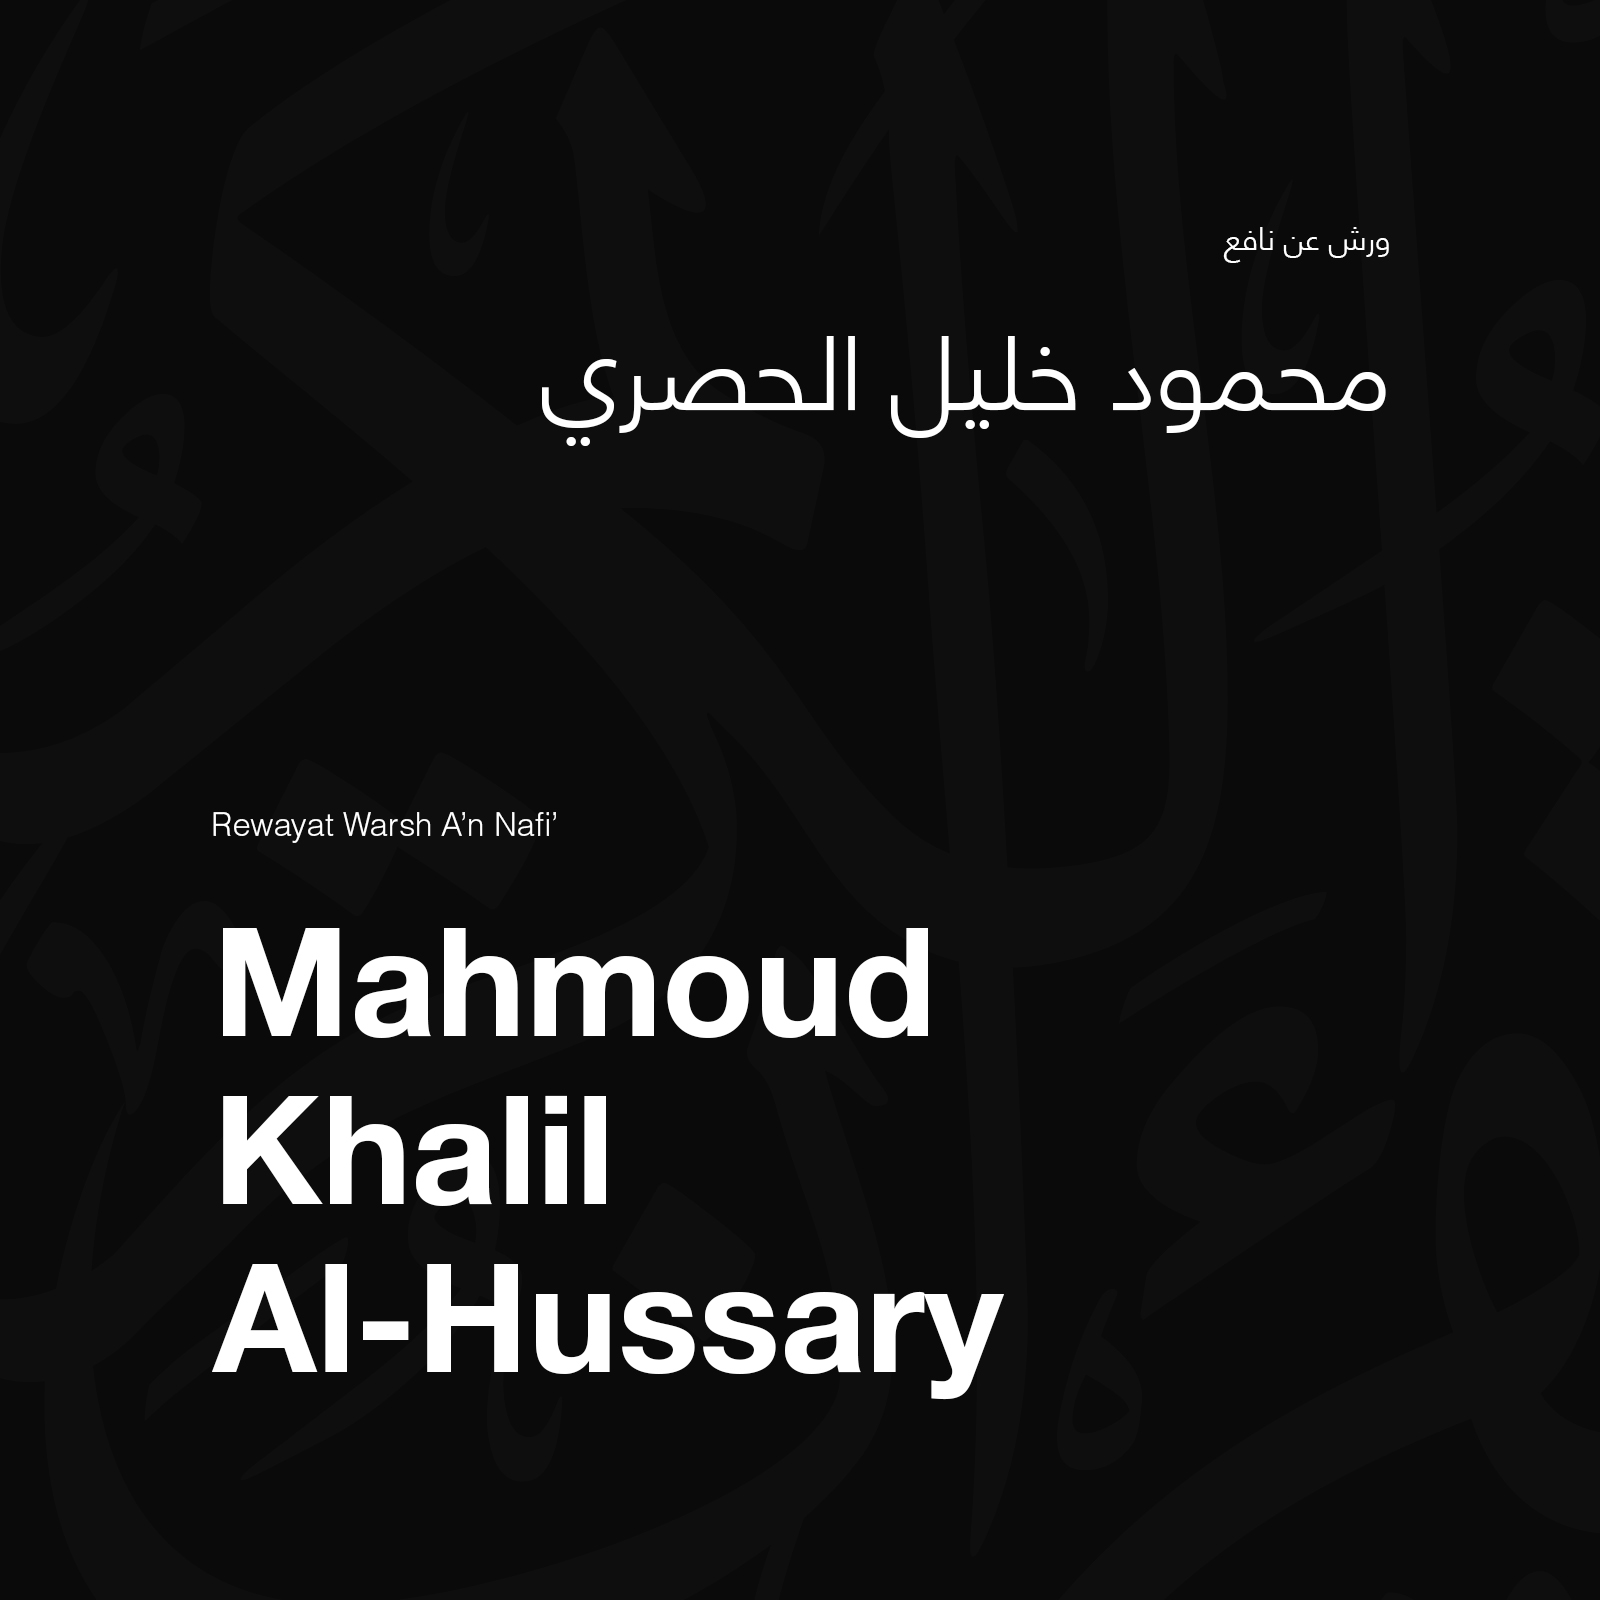 ورش عن نافع
محمود خليل الحصري
Rewayat Warsh A’n Nafi’
Mahmoud
Khalil
Al-Hussary